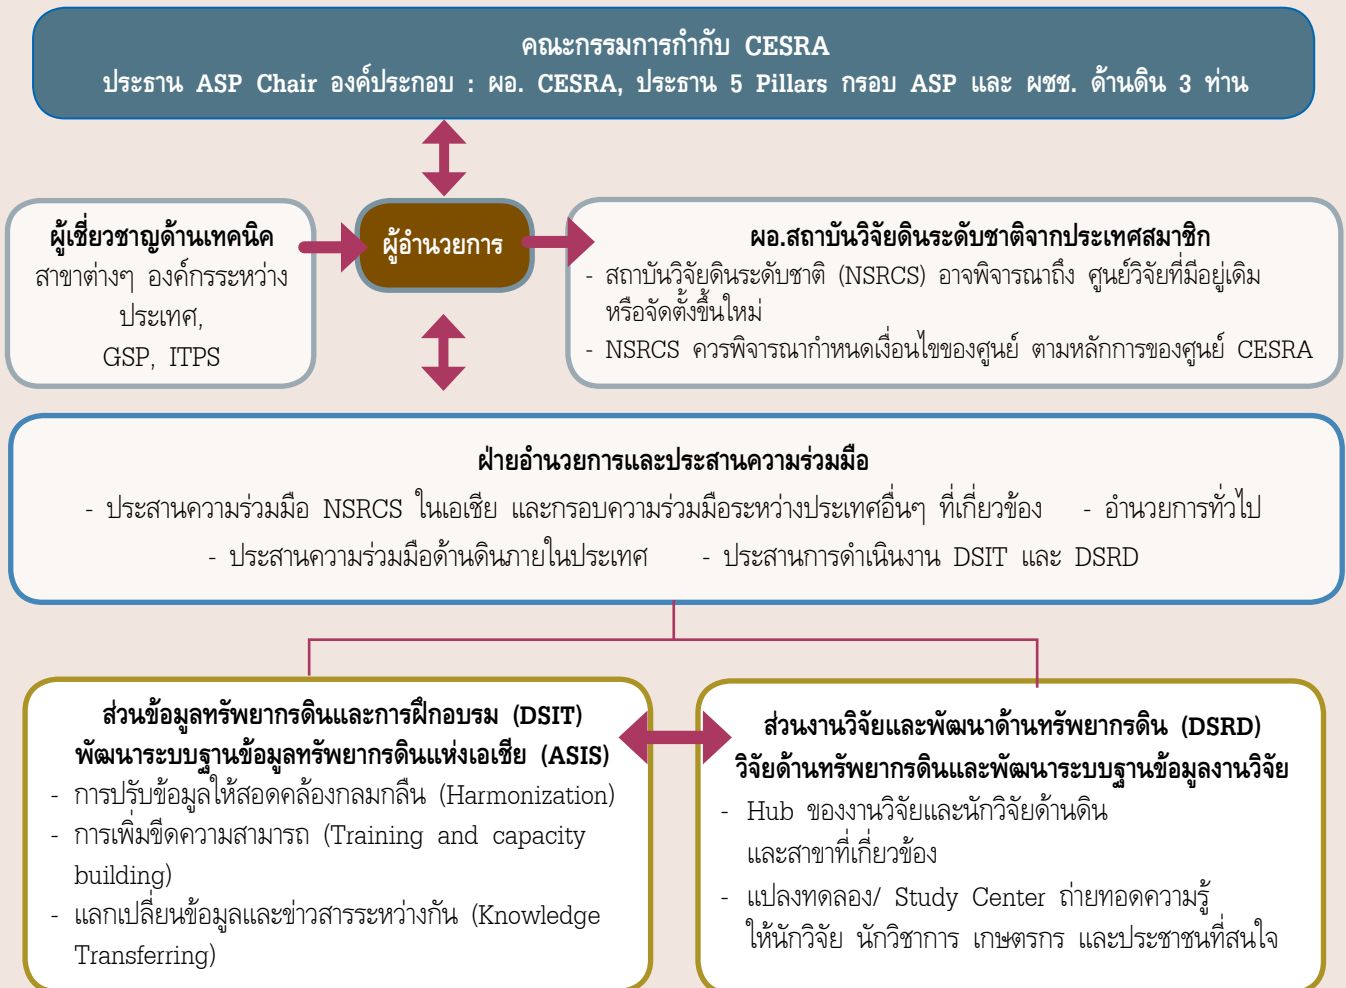 คณะกรรมการกำกับ CESRA
ประธาน ASP Chair องค์ประกอบ : ผอ. CESRA, ประธาน 5 Pillars กรอบ ASP และ ผชช. ด้านดิน 3 ท่าน
ผู้เชี่ยวชาญด้านเทคนิค
สาขาต่างๆ องค์กรระหว่าง
ประเทศ,
GSP, ITPS
ผู้อำนวยการ
ผอ.สถาบันวิจัยดินระดับชาติจากประเทศสมาชิก
- สถาบันวิจัยดินระดับชาติ (NSRCS) อาจพิจารณาถึง ศูนย์วิจัยที่มีอยู่เดิม
หรือจัดตั้งขึ้นใหม่
- NSRCS ควรพิจารณากำหนดเงื่อนไขของศูนย์ ตามหลักการของศูนย์ CESRA
ฝ่ายอำนวยการและประสานความร่วมมือ
- ประสานความร่วมมือ NSRCS ในเอเชีย และกรอบความร่วมมือระหว่างประเทศอื่นๆ ที่เกี่ยวข้อง - อำนวยการทั่วไป
- ประสานความร่วมมือด้านดินภายในประเทศ - ประสานการดำเนินงาน DSIT และ DSRD
ส่วนข้อมูลทรัพยากรดินและการฝึกอบรม (DSIT)
พัฒนาระบบฐานข้อมูลทรัพยากรดินแห่งเอเชีย (ASIS)
- การปรับข้อมูลให้สอดคล้องกลมกลืน (Harmonization)
- การเพิ่มขีดความสามารถ (Training and capacity
building)
- แลกเปลี่ยนข้อมูลและข่าวสารระหว่างกัน (Knowledge
Transferring)
ส่วนงานวิจัยและพัฒนาด้านทรัพยากรดิน (DSRD)
วิจัยด้านทรัพยากรดินและพัฒนาระบบฐานข้อมูลงานวิจัย
- Hub ของงานวิจัยและนักวิจัยด้านดิน
และสาขาที่เกี่ยวข้อง
- แปลงทดลอง/ Study Center ถ่ายทอดความรู้
ให้นักวิจัย นักวิชาการ เกษตรกร และประชาชนที่สนใจ